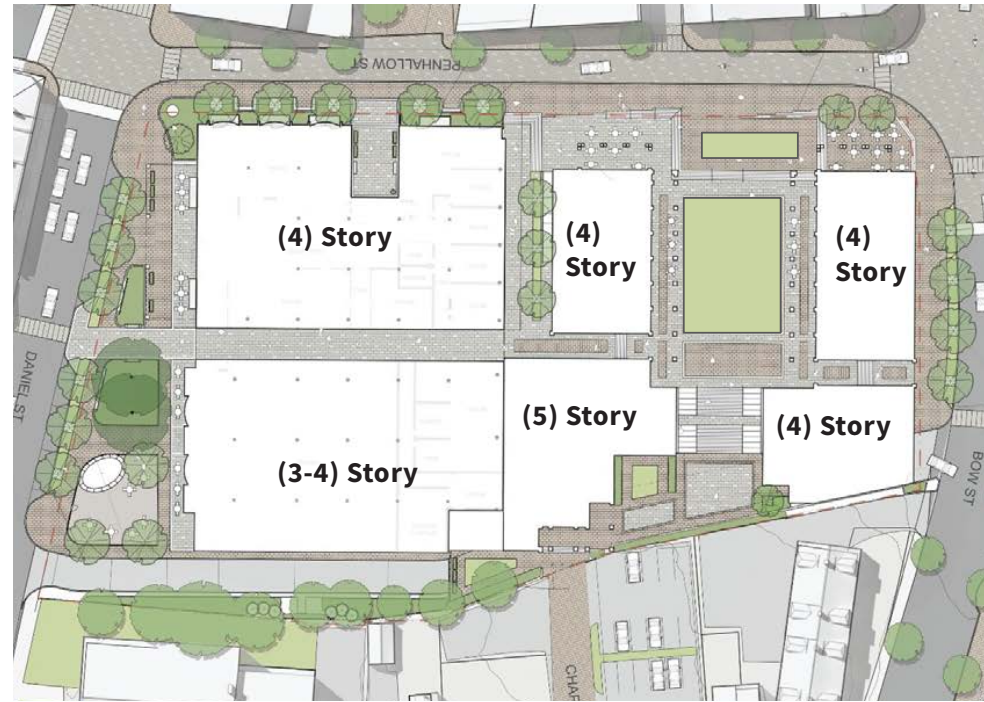 PENHALLOW ST
(4) Story
(4)
Story
(4)
Story
DANIEL ST
(5) Story
(4) Story
(3-4) Story
BOW ST
CHAP